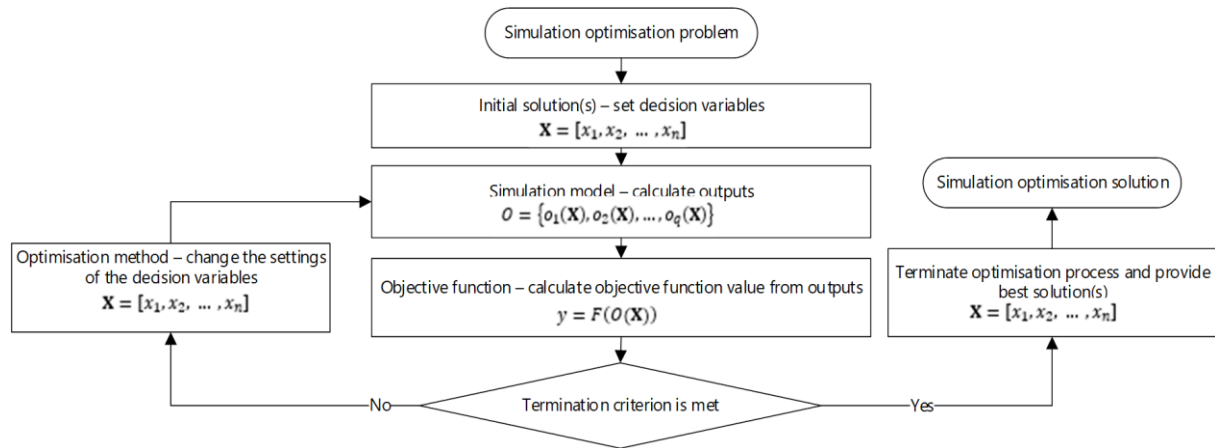 Simulation optimisation problem
Initial solution(s) – set decision variables
X = [x₁, x₂, … , xₙ]
Simulation model – calculate outputs
O = {o₁(X), o₂(X), … , o_q(X)}
Objective function – calculate objective function value from outputs
y = F(O(X))
Termination criterion is met
No
Optimisation method – change the settings
of the decision variables
X = [x₁, x₂, … , xₙ]
Yes
Terminate optimisation process and provide
best solution(s)
X = [x₁, x₂, … , xₙ]
Simulation optimisation solution